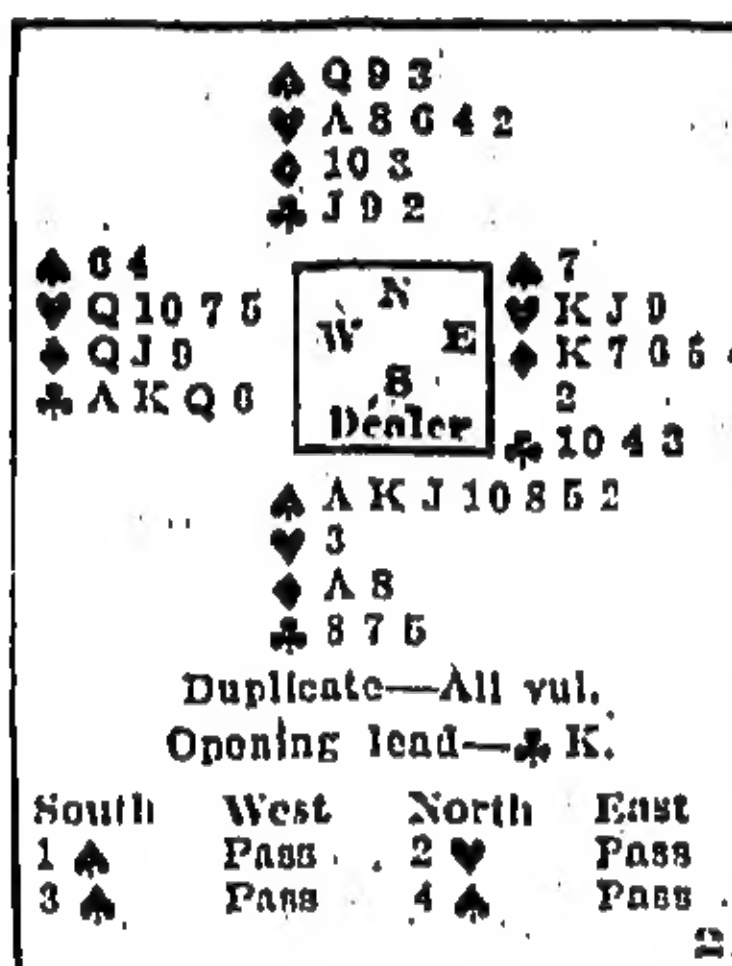 ♠ Q 9 3
♥ A 8 6 4 2
♦ 10 3
♣ J 9 2
♠ 6 4
♥ Q 10 7 5
♦ Q J 9
♣ A K Q 6
N
W E
S
Dealer
♠ 7
♥ K J 9
♦ K 7 6 5 4
2
♣ 10 4 3
♠ A K J 10 8 5 2
♥ 3
♦ A 8
♣ 8 7 5
Duplicate—All vul.
Opening lead—♣ K.
South West North East
1 ♠ Pass 2 ♥ Pass
3 ♠ Pass 4 ♠ Pass